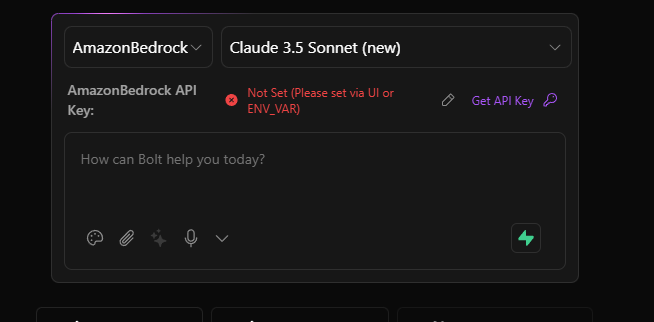 AmazonBedrock
Claude 3.5 Sonnet (new)
AmazonBedrock API
Key:
Not Set (Please set via UI or
ENV_VAR)
Get API Key
How can Bolt help you today?